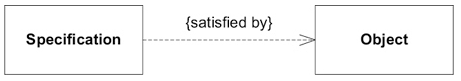 {satisfied by}
Specification
Object